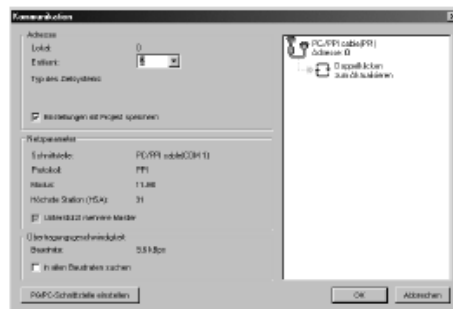 Kommunikation
Adresse
Lokal: 0
Entfernt:
Typ des Zielsystems
Einstellungen mit Projekt speichern
Netzparameter
Schnittstelle: PC/PPI cable(COM 1)
Protokoll: PPI
Modus: 11-Bit
Höchste Station (HSA): 31
Unterstützt mehrere Master
Übertragungsgeschwindigkeit
Baudrate: 9,6 kBps
In allen Baudraten suchen
PG/PC-Schnittstelle einstellen
PC/PPI cable(PPI)
Adresse: 0
Doppelklicken
zum Aktualisieren
OK
Abbrechen